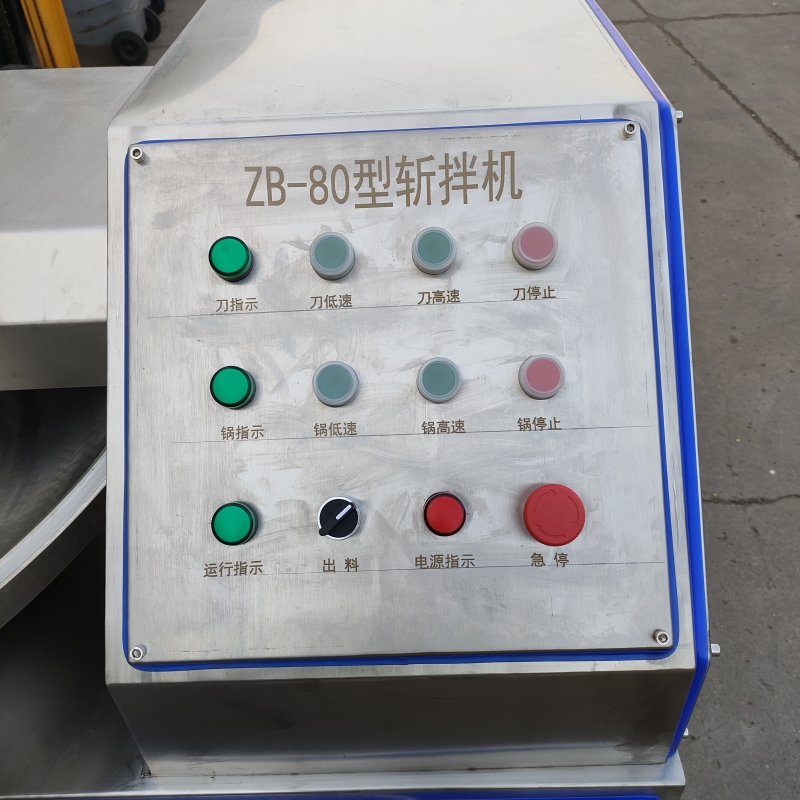 ZB-80型斩拌机
刀指示 刀低速 刀高速 刀停止
锅指示 锅低速 锅高速 锅停止
运行指示 出料 电源指示 急停